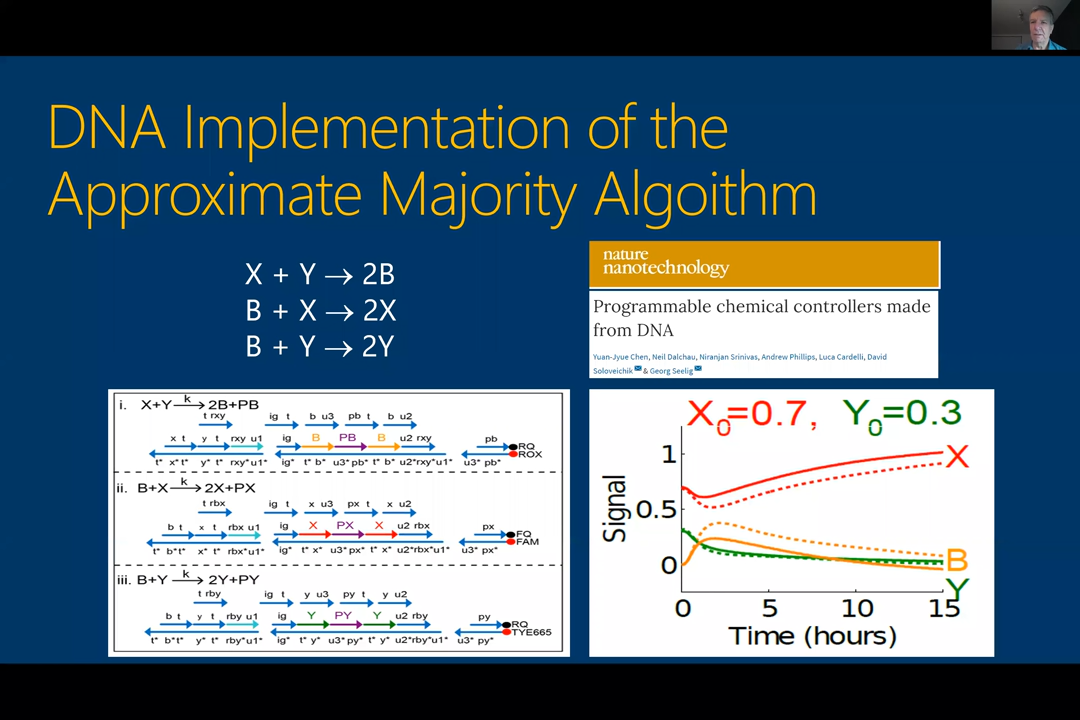 DNA Implementation of the
Approximate Majority Algoithm
X + Y → 2B
B + X → 2X
B + Y → 2Y
nature
nanotechnology
Programmable chemical controllers made
from DNA
Yuan-Jyue Chen, Neil Dalchau, Niranjan Srinivas, Andrew Phillips, Luca Cardelli, David
Soloveichik & Georg Seelig
i. X+Y k→ 2B+PB
t rxy ig t b u3 pb t b u2
x t y t rxy u1 ig B PB B u2 rxy pb RQ
ROX
t* x*t* y* t* rxy*u1* ig* t* b* u3* pb* t* b* u2*rxy*u1* u3* pb*
ii. B+X k→ 2X+PX
t rbx ig t x u3 px t x u2
b t x t rbx u1 ig X PX X u2 rbx px FQ
FAM
t* b*t* x* t* rbx*u1* ig* t* x* u3* px* t* x* u2*rbx*u1* u3* px*
iii. B+Y k→ 2Y+PY
t rby ig t y u3 py t y u2
b t y t rby u1 ig Y PY Y u2 rby py RQ
TYE665
t* b*t* y* t* rby*u1* ig* t* y* u3* py* t* y* u2*rby*u1* u3* py*
X0=0.7, Y0=0.3
Signal
1
0.5
0
X
B
Y
0 5 10 15
Time (hours)